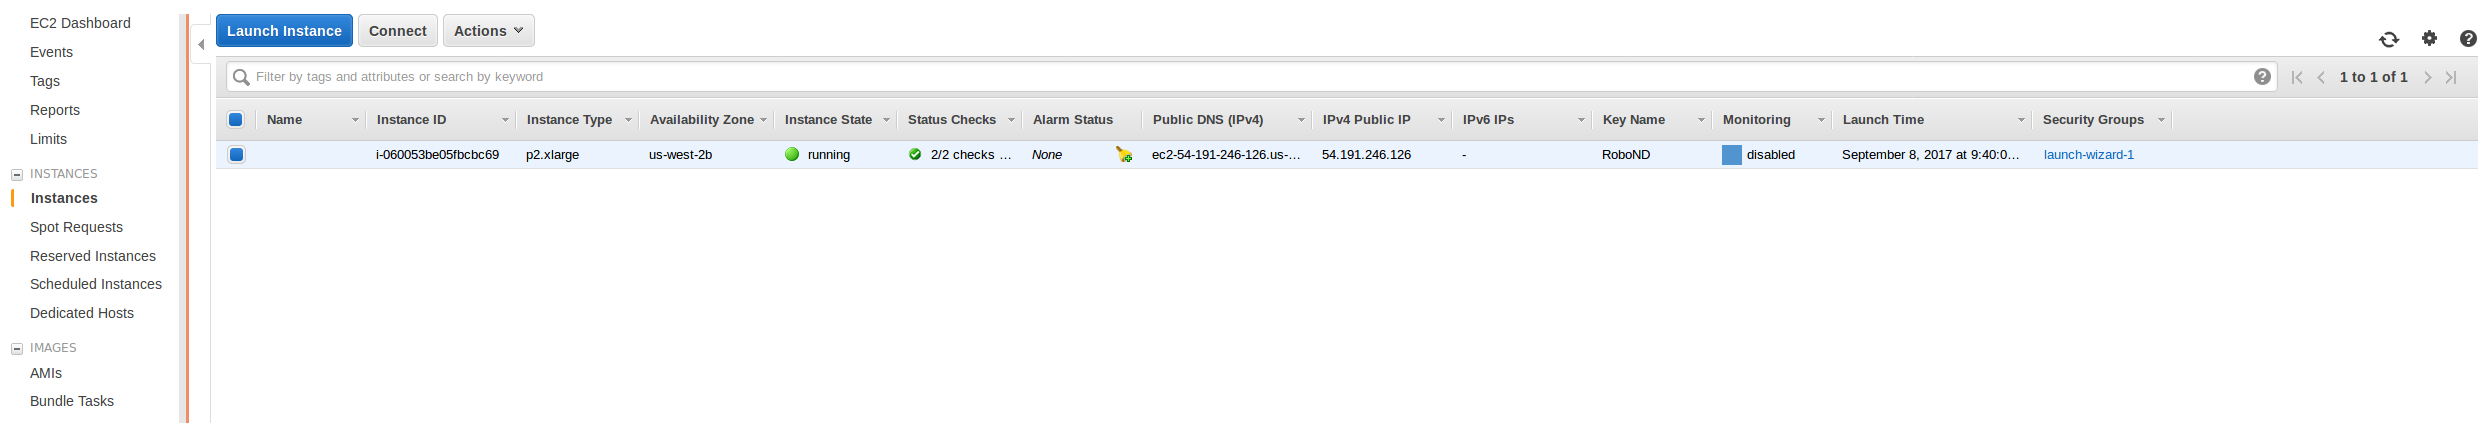 EC2 Dashboard
Events
Tags
Reports
Limits
INSTANCES
Instances
Spot Requests
Reserved Instances
Scheduled Instances
Dedicated Hosts
IMAGES
AMIs
Bundle Tasks
Launch Instance Connect Actions
Filter by tags and attributes or search by keyword 1 to 1 of 1
Name Instance ID Instance Type Availability Zone Instance State Status Checks Alarm Status Public DNS (IPv4) IPv4 Public IP IPv6 IPs Key Name Monitoring Launch Time Security Groups
i-060053be05fbcbc69 p2.xlarge us-west-2b running 2/2 checks ... None ec2-54-191-246-126.us-... 54.191.246.126 - RoboND disabled September 8, 2017 at 9:40:0... launch-wizard-1